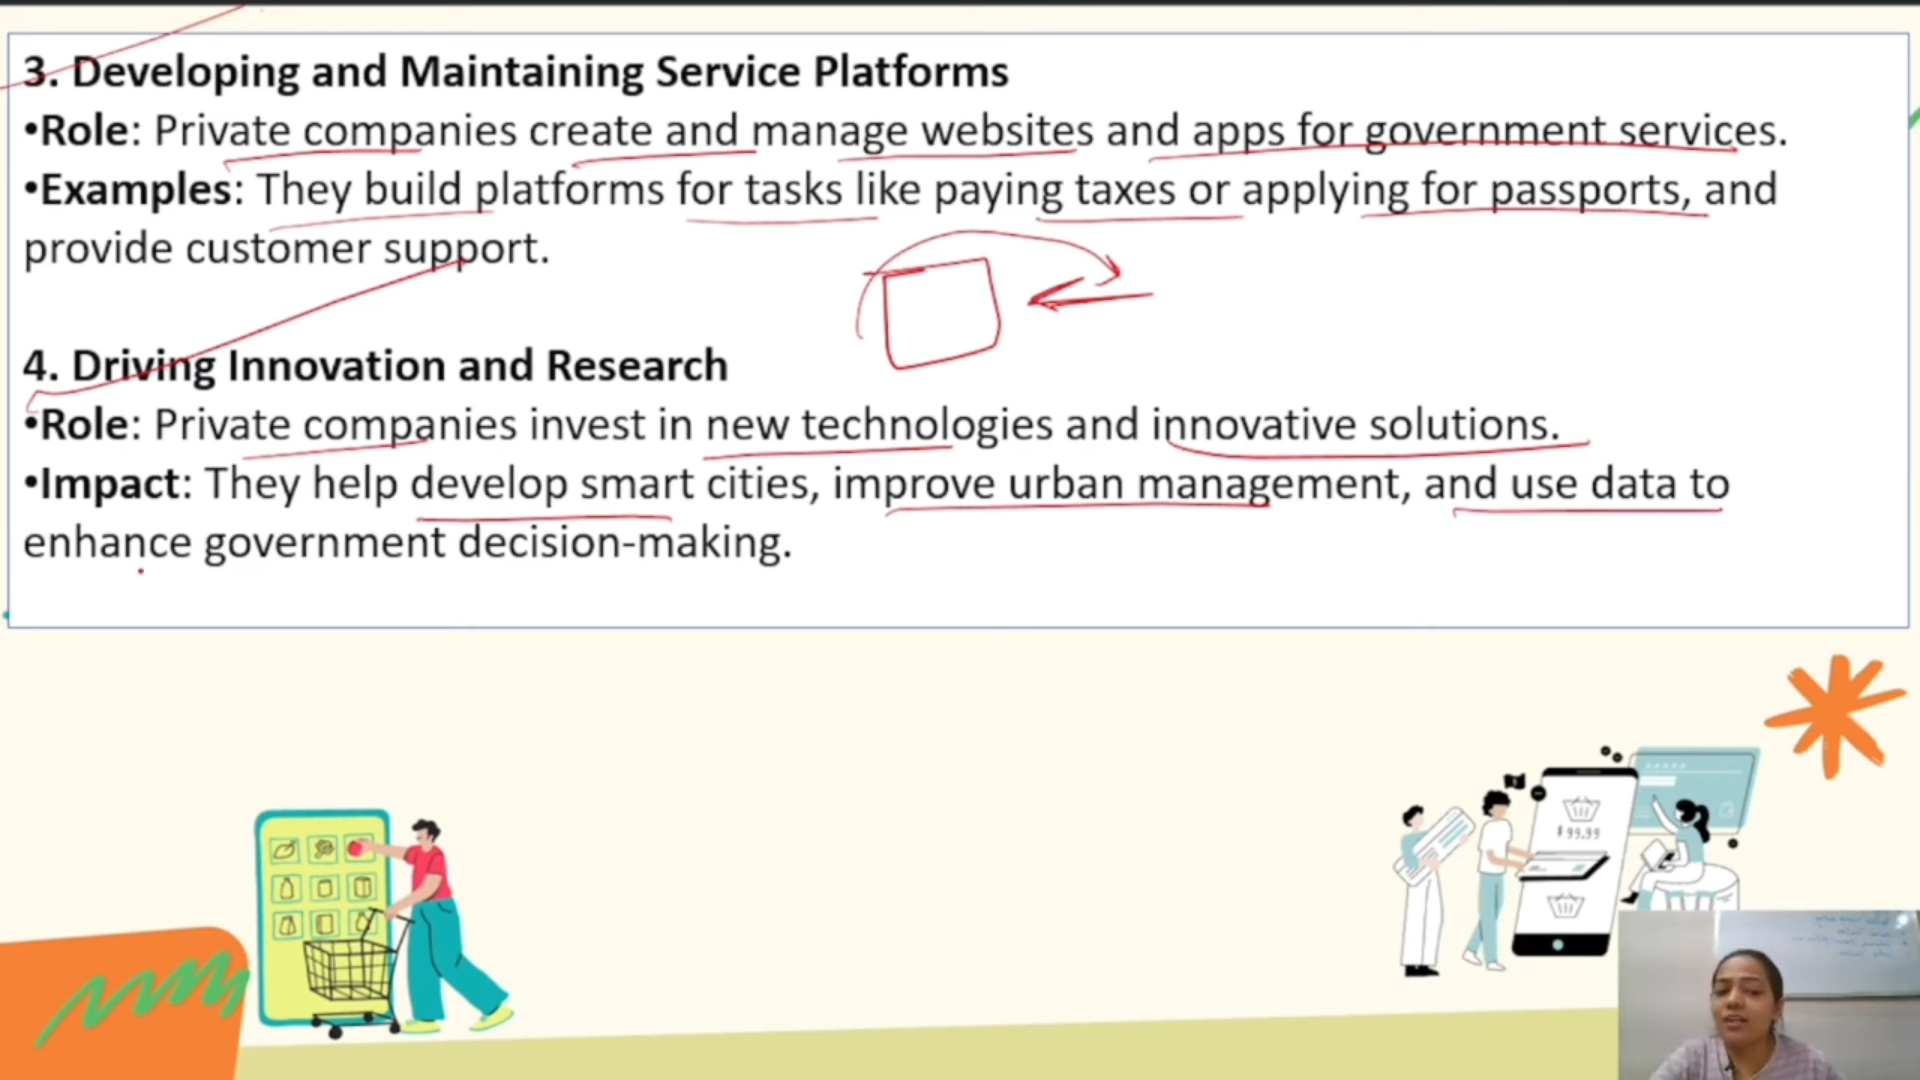 3. Developing and Maintaining Service Platforms
•Role: Private companies create and manage websites and apps for government services.
•Examples: They build platforms for tasks like paying taxes or applying for passports, and
provide customer support.
4. Driving Innovation and Research
•Role: Private companies invest in new technologies and innovative solutions.
•Impact: They help develop smart cities, improve urban management, and use data to
enhance government decision-making.
$99.99